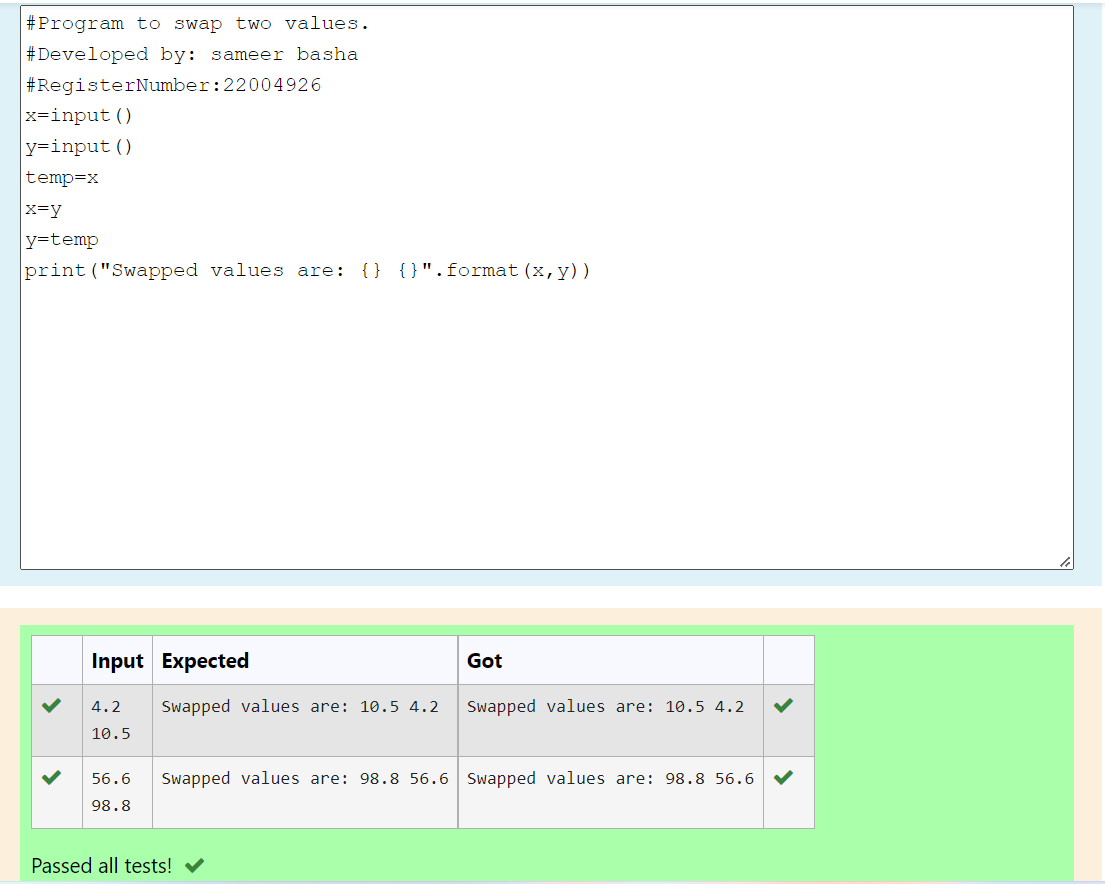 #Program to swap two values.
#Developed by: sameer basha
#RegisterNumber:22004926
x=input()
y=input()
temp=x
x=y
y=temp
print("Swapped values are: {} {}".format(x,y))
Input Expected Got
4.2 Swapped values are: 10.5 4.2 Swapped values are: 10.5 4.2
10.5
56.6 Swapped values are: 98.8 56.6 Swapped values are: 98.8 56.6
98.8
Passed all tests!